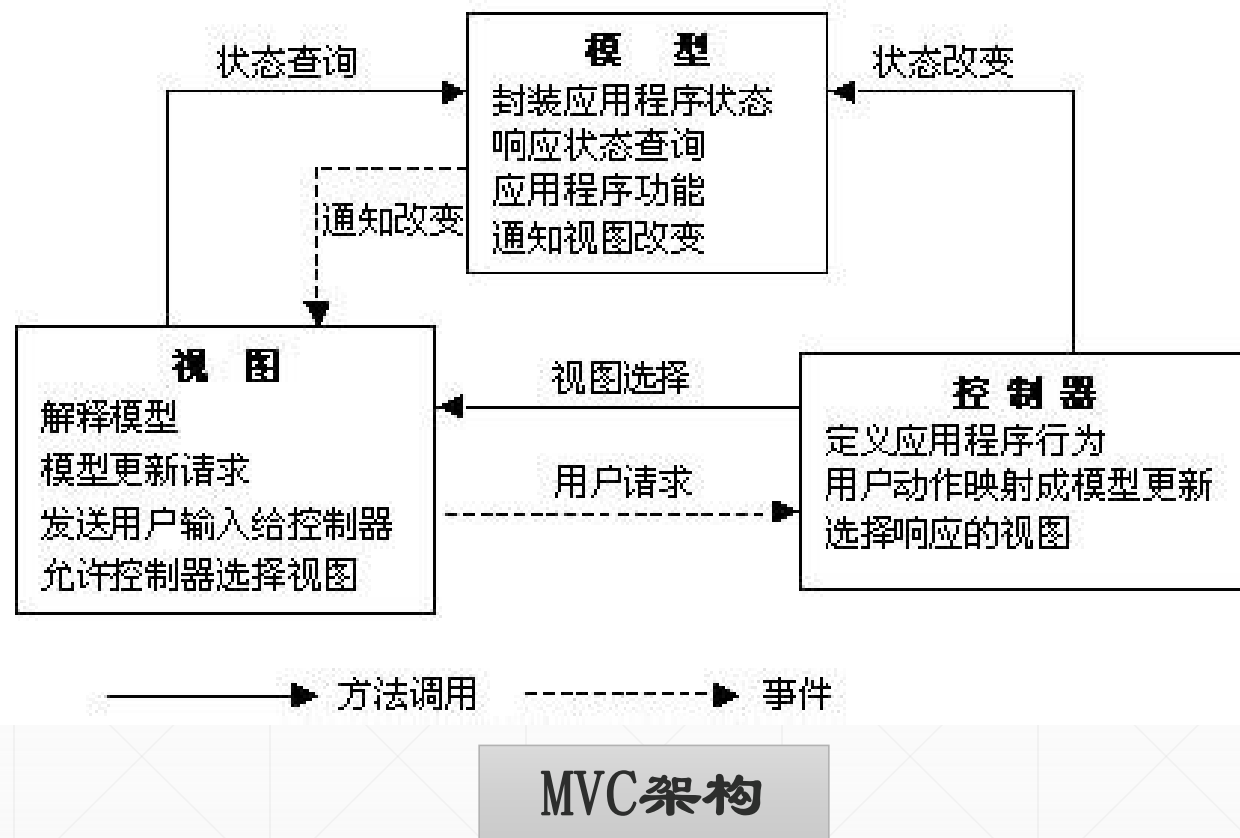 状态查询
模 型
封装应用程序状态
响应状态查询
应用程序功能
通知视图改变
状态改变
通知改变
视 图
解释模型
模型更新请求
发送用户输入给控制器
允许控制器选择视图
视图选择
用户请求
控 制 器
定义应用程序行为
用户动作映射成模型更新
选择响应的视图
方法调用
事件
MVC架构